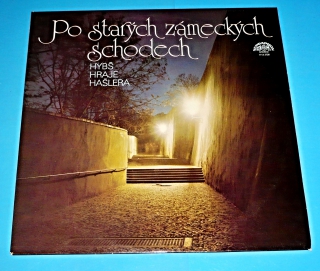 Po starých zámeckých
schodech
HYBŠ
HRAJE
HAŠLERA